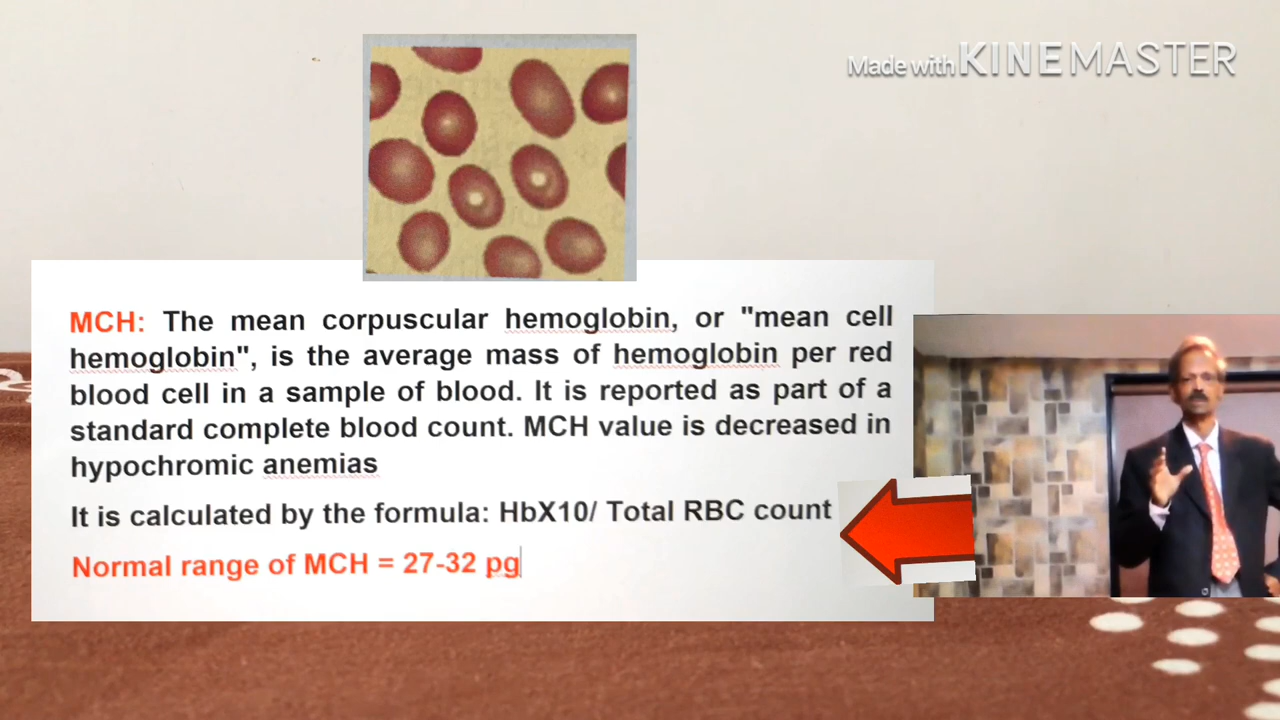 Made with KINEMASTER
MCH: The mean corpuscular hemoglobin, or "mean cell
hemoglobin", is the average mass of hemoglobin per red
blood cell in a sample of blood. It is reported as part of a
standard complete blood count. MCH value is decreased in
hypochromic anemias
It is calculated by the formula: HbX10/ Total RBC count
Normal range of MCH = 27-32 pg